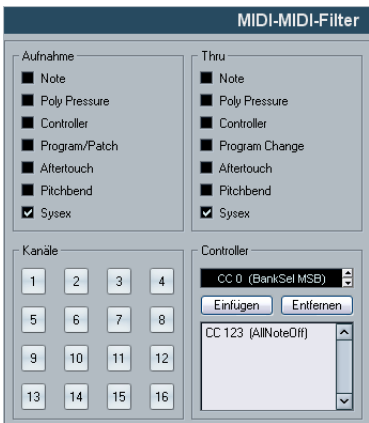 MIDI-MIDI-Filter
Aufnahme
Note
Poly Pressure
Controller
Program/Patch
Aftertouch
Pitchbend
Sysex
Thru
Note
Poly Pressure
Controller
Program Change
Aftertouch
Pitchbend
Sysex
Kanäle
1 2 3 4
5 6 7 8
9 10 11 12
13 14 15 16
Controller
CC 0 (BankSel MSB)
Einfügen Entfernen
CC 123 (AllNoteOff)